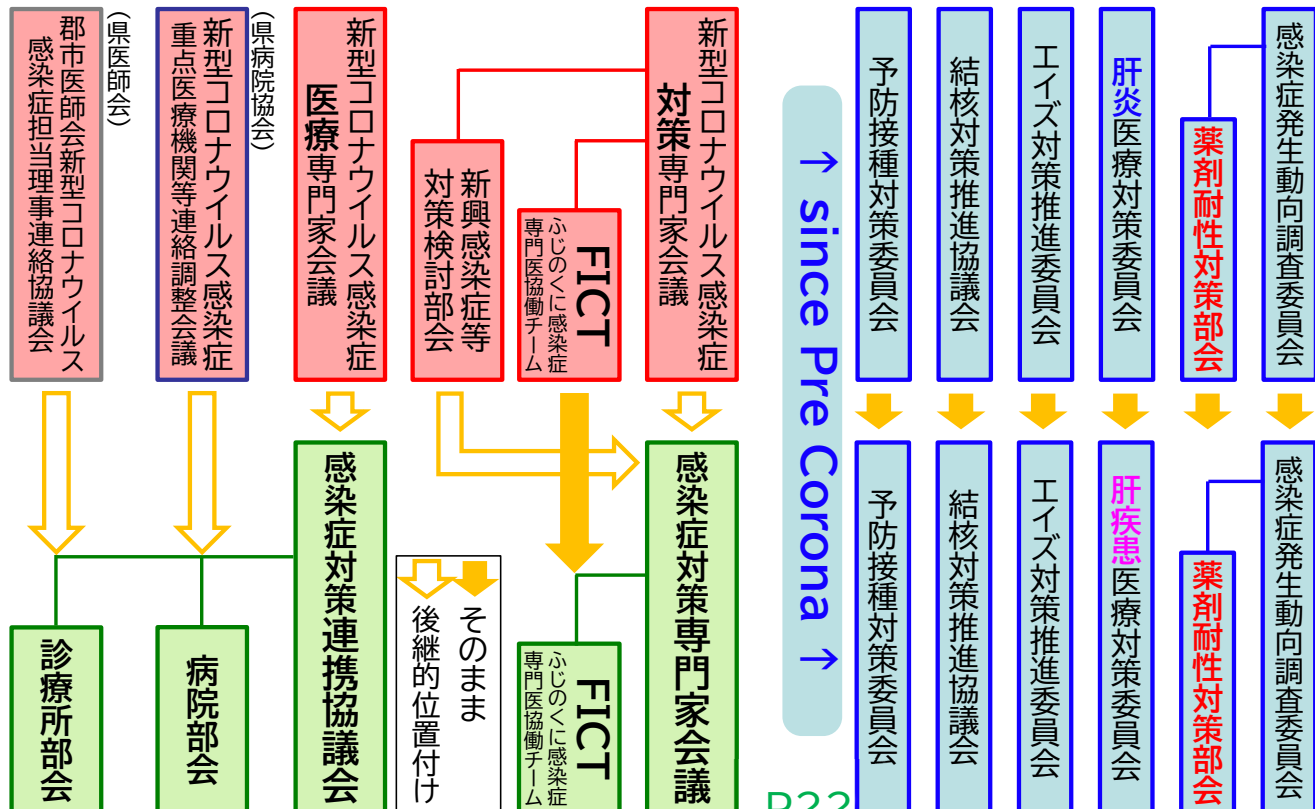 感染症発生動向調査委員会
薬剤耐性対策部会
肝炎医療対策委員会
エイズ対策推進委員会
結核対策推進協議会
予防接種対策委員会
↑ since Pre Corona →
新型コロナウイルス感染症
対策専門家会議
FICT
ふじのくに感染症
専門医協働チーム
新興感染症等
対策検討部会
新型コロナウイルス感染症
医療専門家会議
(県病院協会)
新型コロナウイルス感染症
重点医療機関等連絡調整会議
(県医師会)
郡市医師会新型コロナウイルス
感染症担当理事連絡協議会
感染症発生動向調査委員会
薬剤耐性対策部会
肝疾患医療対策委員会
エイズ対策推進委員会
結核対策推進協議会
予防接種対策委員会
感染症対策専門家会議
FICT
ふじのくに感染症
専門医協働チーム
そのまま
後継的位置付け
感染症対策連携協議会
病院部会
診療所部会
P22